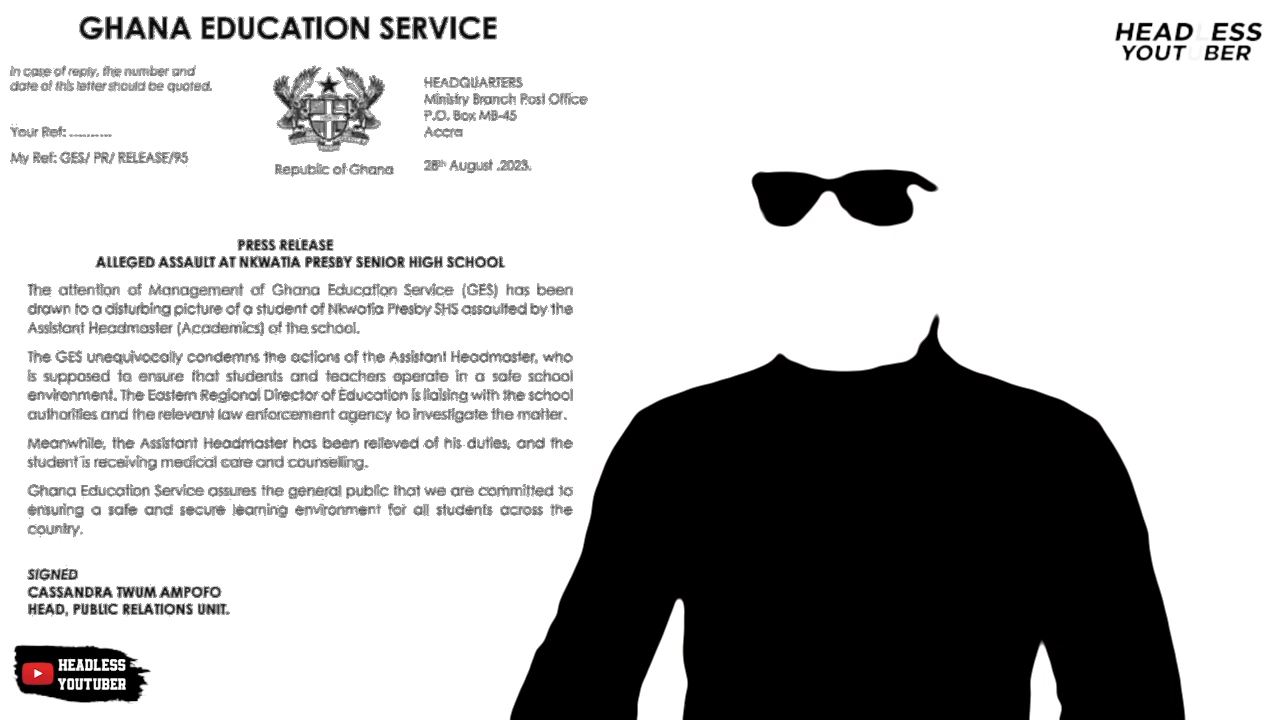 GHANA EDUCATION SERVICE
In case of reply, the number and
date of this letter should be quoted.
Your Ref: ...........
My Ref: GES/ PR/ RELEASE/95
Republic of Ghana
HEADQUARTERS
Ministry Branch Post Office
P.O. Box MB-45
Accra
28th August .2023.
HEADLESS
YOUTUBER
PRESS RELEASE
ALLEGED ASSAULT AT NKWATIA PRESBY SENIOR HIGH SCHOOL
The attention of Management of Ghana Education Service (GES) has been
drawn to a disturbing picture of a student of Nkwatia Presby SHS assaulted by the
Assistant Headmaster (Academics) of the school.
The GES unequivocally condemns the actions of the Assistant Headmaster, who
is supposed to ensure that students and teachers operate in a safe school
environment. The Eastern Regional Director of Education is liaising with the school
authorities and the relevant law enforcement agency to investigate the matter.
Meanwhile, the Assistant Headmaster has been relieved of his duties, and the
student is receiving medical care and counselling.
Ghana Education Service assures the general public that we are committed to
ensuring a safe and secure learning environment for all students across the
country.
SIGNED
CASSANDRA TWUM AMPOFO
HEAD, PUBLIC RELATIONS UNIT.
HEADLESS
YOUTUBER